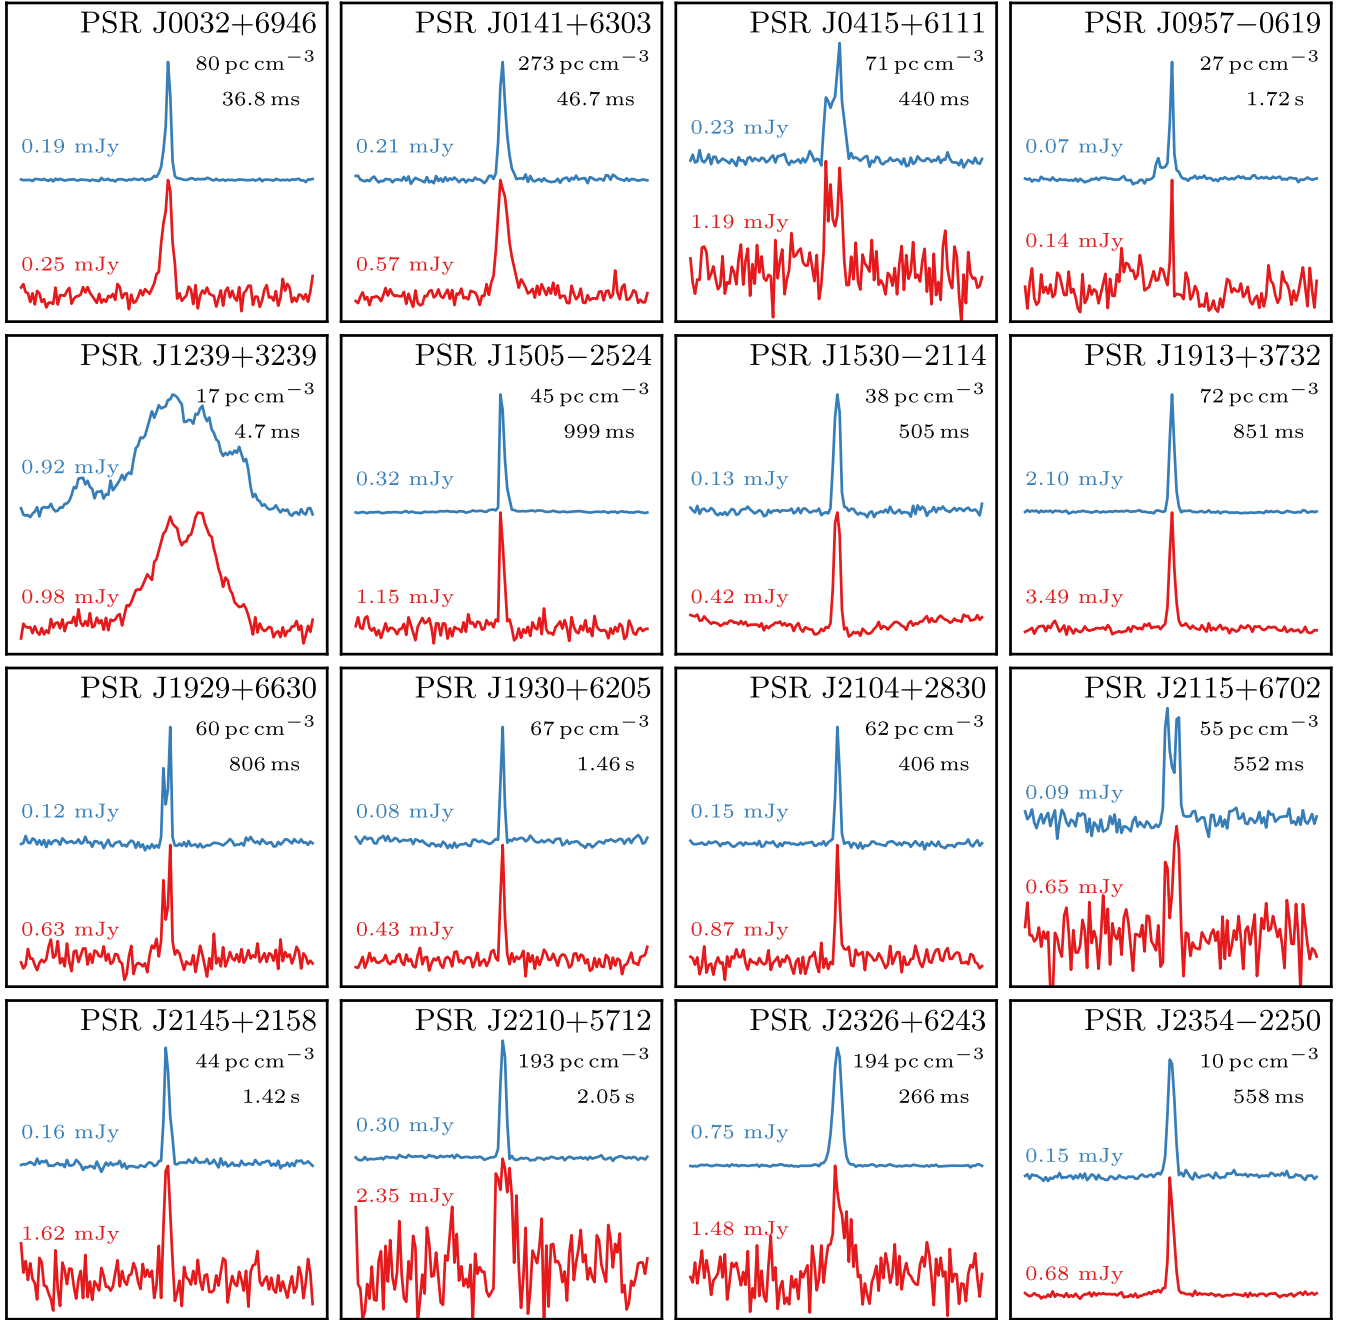 PSR J0032+6946
80 pc cm−3
36.8 ms
0.19 mJy
0.25 mJy
PSR J0141+6303
273 pc cm−3
46.7 ms
0.21 mJy
0.57 mJy
PSR J0415+6111
71 pc cm−3
440 ms
0.23 mJy
1.19 mJy
PSR J0957−0619
27 pc cm−3
1.72 s
0.07 mJy
0.14 mJy
PSR J1239+3239
17 pc cm−3
4.7 ms
0.92 mJy
0.98 mJy
PSR J1505−2524
45 pc cm−3
999 ms
0.32 mJy
1.15 mJy
PSR J1530−2114
38 pc cm−3
505 ms
0.13 mJy
0.42 mJy
PSR J1913+3732
72 pc cm−3
851 ms
2.10 mJy
3.49 mJy
PSR J1929+6630
60 pc cm−3
806 ms
0.12 mJy
0.63 mJy
PSR J1930+6205
67 pc cm−3
1.46 s
0.08 mJy
0.43 mJy
PSR J2104+2830
62 pc cm−3
406 ms
0.15 mJy
0.87 mJy
PSR J2115+6702
55 pc cm−3
552 ms
0.09 mJy
0.65 mJy
PSR J2145+2158
44 pc cm−3
1.42 s
0.16 mJy
1.62 mJy
PSR J2210+5712
193 pc cm−3
2.05 s
0.30 mJy
2.35 mJy
PSR J2326+6243
194 pc cm−3
266 ms
0.75 mJy
1.48 mJy
PSR J2354−2250
10 pc cm−3
558 ms
0.15 mJy
0.68 mJy